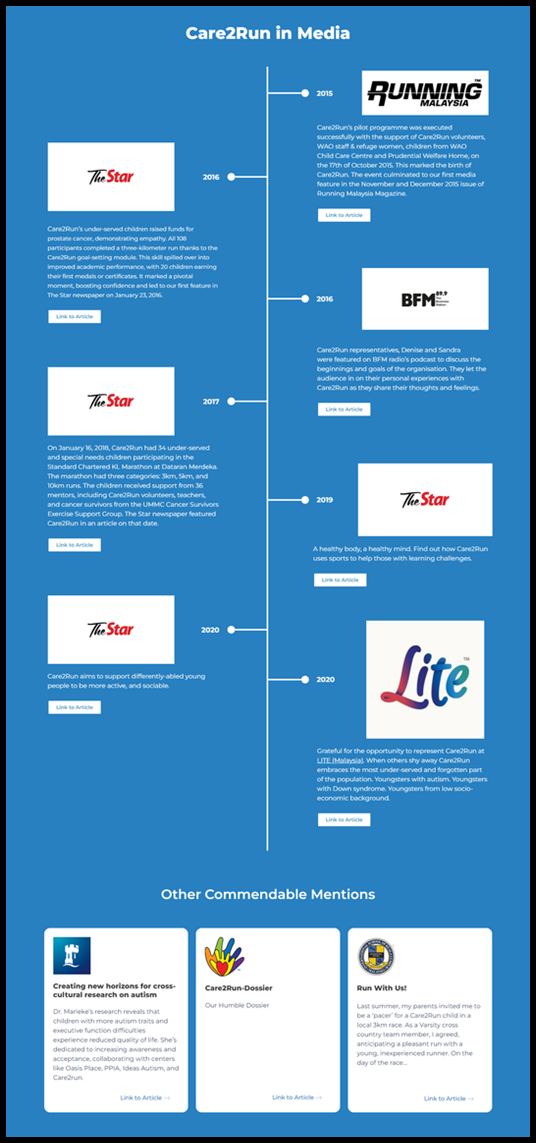 Care2Run in Media
2015
RUNNING
MALAYSIA
TM
Care2Run's pilot programme was executed
successfully with the support of Care2Run volunteers,
WAO staff & refuge women, children from WAO
Child Care Centre and Prudential Welfare Home, on
the 17th of October 2015. This marked the birth of
Care2Run. The event culminated to our first media
feature in the November and December 2015 issue of
Running Malaysia Magazine.
Link to Article
The Star
2016
Care2Run's under-served children raised funds for
prostate cancer, demonstrating empathy. All 108
participants completed a three-kilometer run thanks to the
Care2Run goal-setting module. This skill spilled over into
improved academic performance, with 20 children earning
their first medals or certificates. It marked a pivotal
moment, boosting confidence and led to our first feature in
The Star newspaper on January 23, 2016.
Link to Article
2016
BFM 89.9
The
Business
Station
Care2Run representatives, Denise and Sandra
were featured on BFM radio's podcast to discuss the
beginnings and goals of the organisation. They let the
audience in on their personal experiences with
Care2Run as they share their thoughts and feelings.
Link to Article
The Star
2017
On January 16, 2018, Care2Run had 34 under-served
and special needs children participating in the
Standard Chartered KL Marathon at Dataran Merdeka.
The marathon had three categories: 3km, 5km, and
10km runs. The children received support from 36
mentors, including Care2Run volunteers, teachers,
and cancer survivors from the UMMC Cancer Survivors
Exercise Support Group. The Star newspaper featured
Care2Run in an article on that date.
Link to Article
2019
The Star
A healthy body, a healthy mind. Find out how Care2Run
uses sports to help those with learning challenges.
Link to Article
The Star
2020
Care2Run aims to support differently-abled young
people to be more active, and sociable.
Link to Article
2020
Lite
TM
Grateful for the opportunity to represent Care2Run at
LITE (Malaysia). When others shy away Care2Run
embraces the most under-served and forgotten part
of the population. Youngsters with autism. Youngsters
with Down syndrome. Youngsters from low socio-
economic background.
Link to Article
Other Commendable Mentions
Creating new horizons for cross-
cultural research on autism
Dr. Marieke's research reveals that
children with more autism traits and
executive function difficulties
experience reduced quality of life. She's
dedicated to increasing awareness and
acceptance, collaborating with centers
like Oasis Place, PPIA, Ideas Autism, and
Care2run.
Link to Article →
Care2Run-Dossier
Our Humble Dossier
Link to Article →
Run With Us!
Last summer, my parents invited me to
be a 'pacer' for a Care2Run child in a
local 3km race. As a Varsity cross
country team member, I agreed,
anticipating a pleasant run with a
young, inexperienced runner. On the
day of the race...
Link to Article →